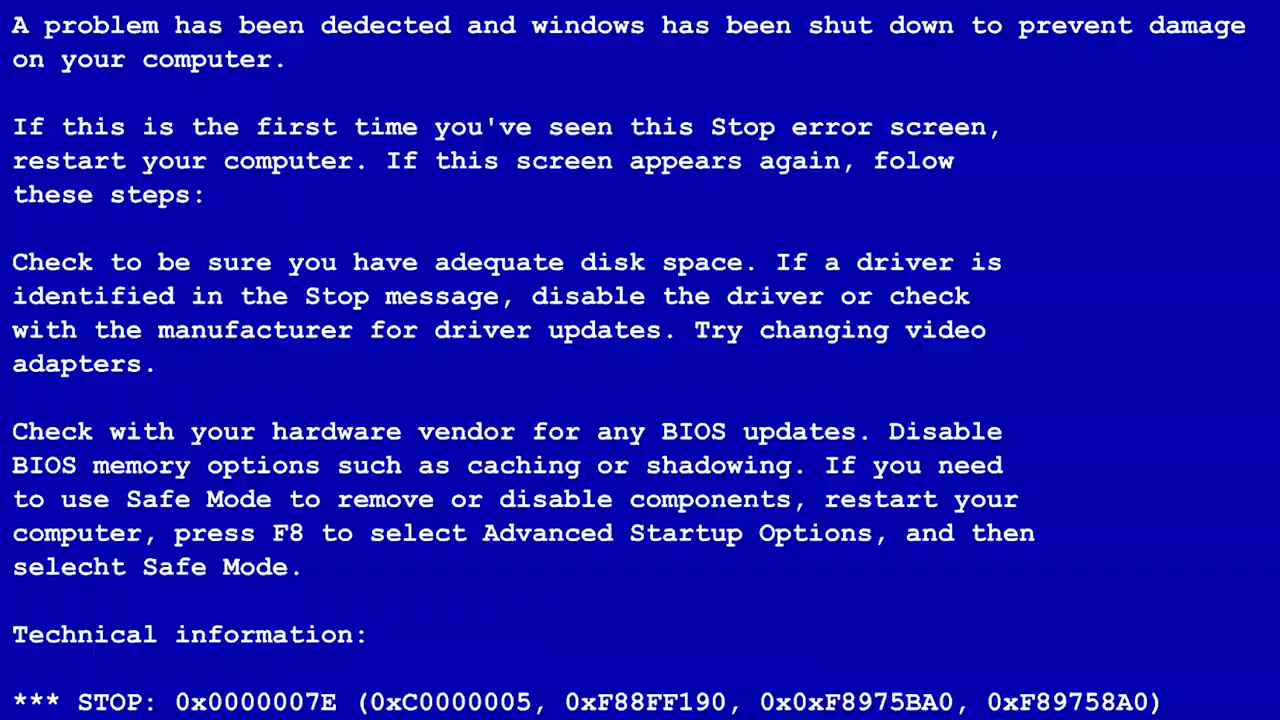 A problem has been dedected and windows has been shut down to prevent damage
on your computer.
If this is the first time you've seen this Stop error screen,
restart your computer. If this screen appears again, folow
these steps:
Check to be sure you have adequate disk space. If a driver is
identified in the Stop message, disable the driver or check
with the manufacturer for driver updates. Try changing video
adapters.
Check with your hardware vendor for any BIOS updates. Disable
BIOS memory options such as caching or shadowing. If you need
to use Safe Mode to remove or disable components, restart your
computer, press F8 to select Advanced Startup Options, and then
selecht Safe Mode.
Technical information:
*** STOP: 0x0000007E (0xC0000005, 0xF88FF190, 0x0xF8975BA0, 0xF89758A0)